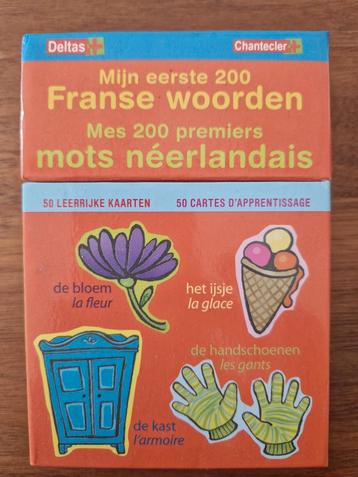 Deltas
Chantecler
Mijn eerste 200
Franse woorden
Mes 200 premiers
mots néerlandais
50 LEERRIJKE KAARTEN
50 CARTES D'APPRENTISSAGE
de bloem
la fleur
het ijsje
la glace
de handschoenen
les gants
de kast
l'armoire